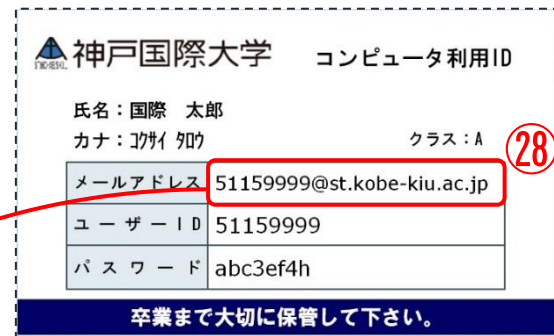 神戸国際大学 コンピュータ利用ID
氏名：国際 太郎
カナ：ｺｸｻｲ ﾀﾛｳ クラス：A
㉘
メールアドレス 51159999@st.kobe-kiu.ac.jp
ユーザーID 51159999
パスワード abc3ef4h
卒業まで大切に保管して下さい。